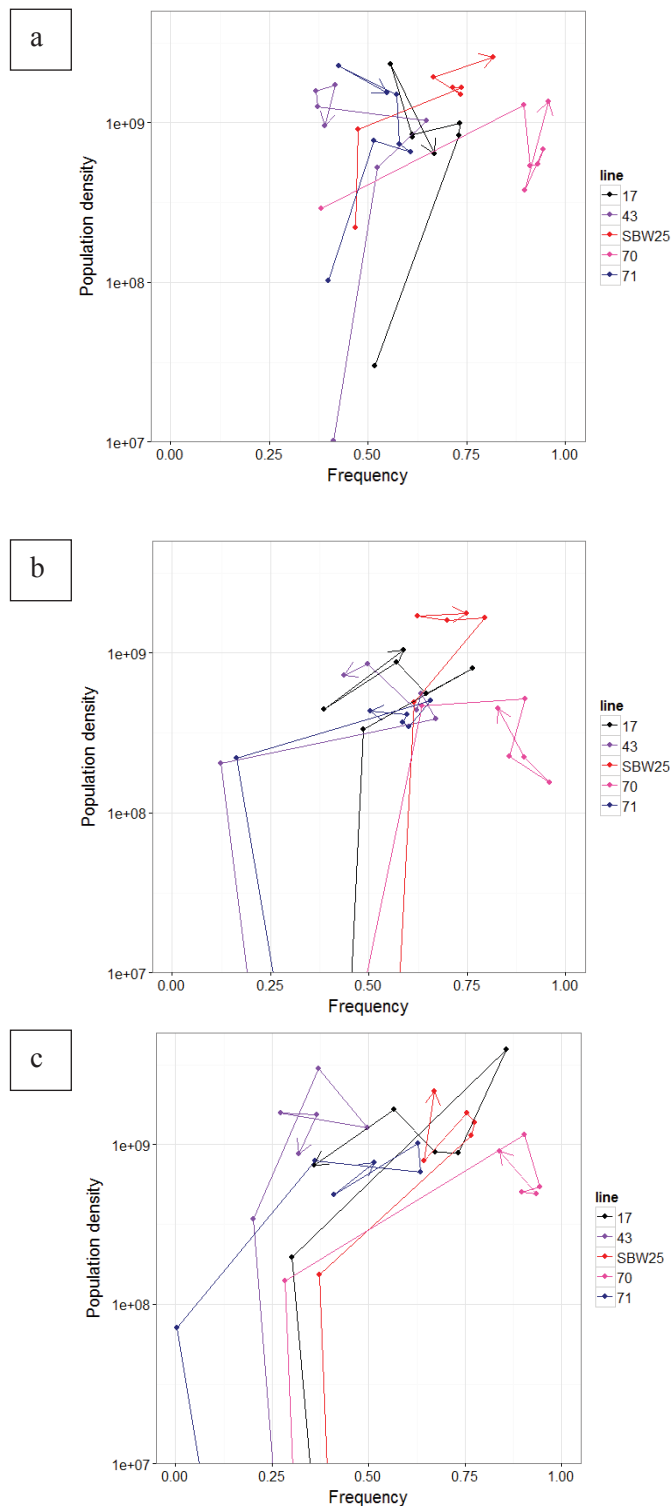 a
Population density
1e+09
1e+08
1e+07
0.00 0.25 0.50 0.75 1.00
Frequency
line
17
43
SBW25
70
71
b
Population density
1e+09
1e+08
1e+07
0.00 0.25 0.50 0.75 1.00
Frequency
line
17
43
SBW25
70
71
c
Population density
1e+09
1e+08
1e+07
0.00 0.25 0.50 0.75 1.00
Frequency
line
17
43
SBW25
70
71